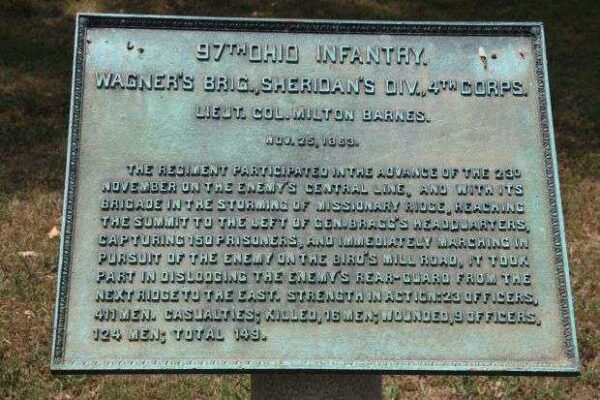 97TH OHIO INFANTRY.
WAGNER'S BRIG., SHERIDAN'S DIV., 4TH CORPS.
LIEUT. COL. MILTON BARNES.
NOV. 25, 1863.
THE REGIMENT PARTICIPATED IN THE ADVANCE OF THE 23D
NOVEMBER ON THE ENEMY'S CENTRAL LINE, AND WITH ITS
BRIGADE IN THE STORMING OF MISSIONARY RIDGE, REACHING
THE SUMMIT TO THE LEFT OF GEN. BRAGG'S HEADQUARTERS,
CAPTURING 150 PRISONERS, AND IMMEDIATELY MARCHING IN
PURSUIT OF THE ENEMY ON THE BIRD'S MILL ROAD, IT TOOK
PART IN DISLODGING THE ENEMY'S REAR-GUARD FROM THE
NEXT RIDGE TO THE EAST. STRENGTH IN ACTION: 23 OFFICERS,
411 MEN. CASUALTIES; KILLED, 16 MEN; WOUNDED, 9 OFFICERS,
124 MEN; TOTAL 149.